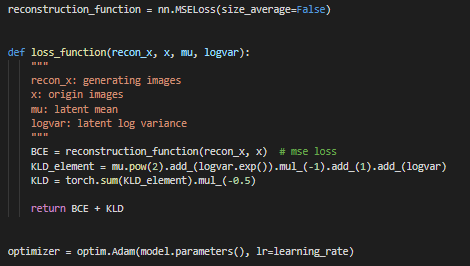 reconstruction_function = nn.MSELoss(size_average=False)
def loss_function(recon_x, x, mu, logvar):
"""
recon_x: generating images
x: origin images
mu: latent mean
logvar: latent log variance
"""
BCE = reconstruction_function(recon_x, x)  # mse loss
KLD_element = mu.pow(2).add_(logvar.exp()).mul_(-1).add_(1).add_(logvar)
KLD = torch.sum(KLD_element).mul_(-0.5)
return BCE + KLD
optimizer = optim.Adam(model.parameters(), lr=learning_rate)